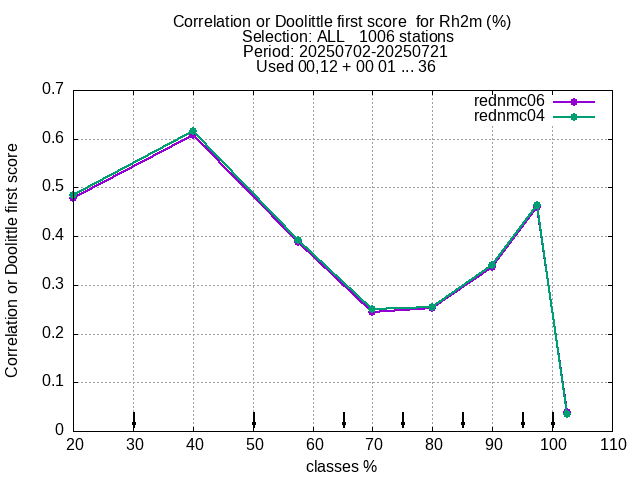 Correlation or Doolittle first score  for Rh2m (%)
Selection: ALL   1006 stations
Period: 20250702-20250721
Used 00,12 + 00 01 ... 36
rednmc06
rednmc04
Correlation or Doolittle first score
0.7
0.6
0.5
0.4
0.3
0.2
0.1
0
20 30 40 50 60 70 80 90 100 110
classes %